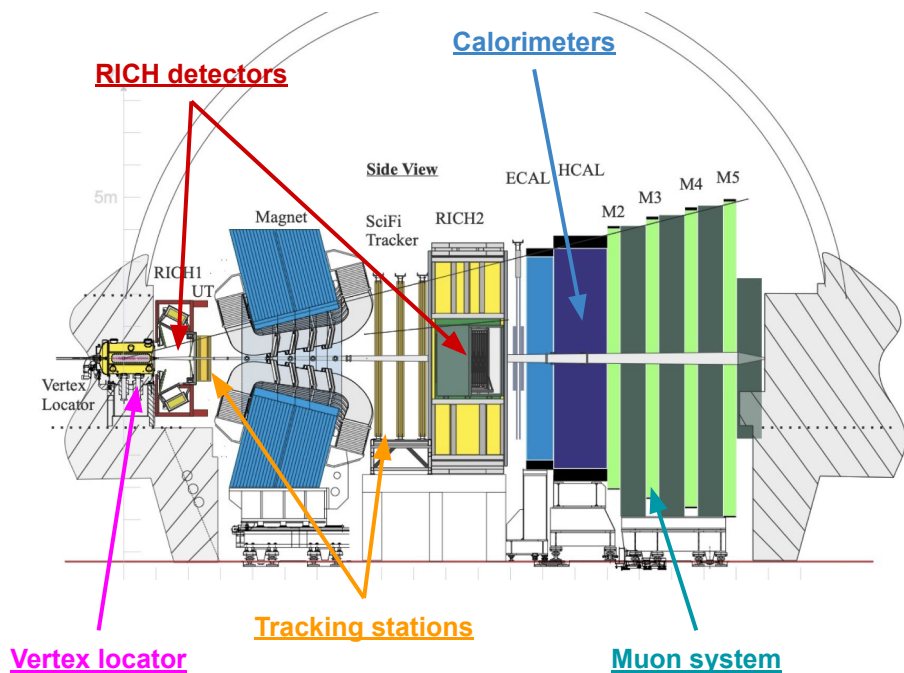 Calorimeters
RICH detectors
Side View
ECAL
HCAL
M5
M4
M3
M2
5m
Magnet
SciFi
Tracker
RICH2
RICH1
UT
Vertex
Locator
Tracking stations
Vertex locator
Muon system